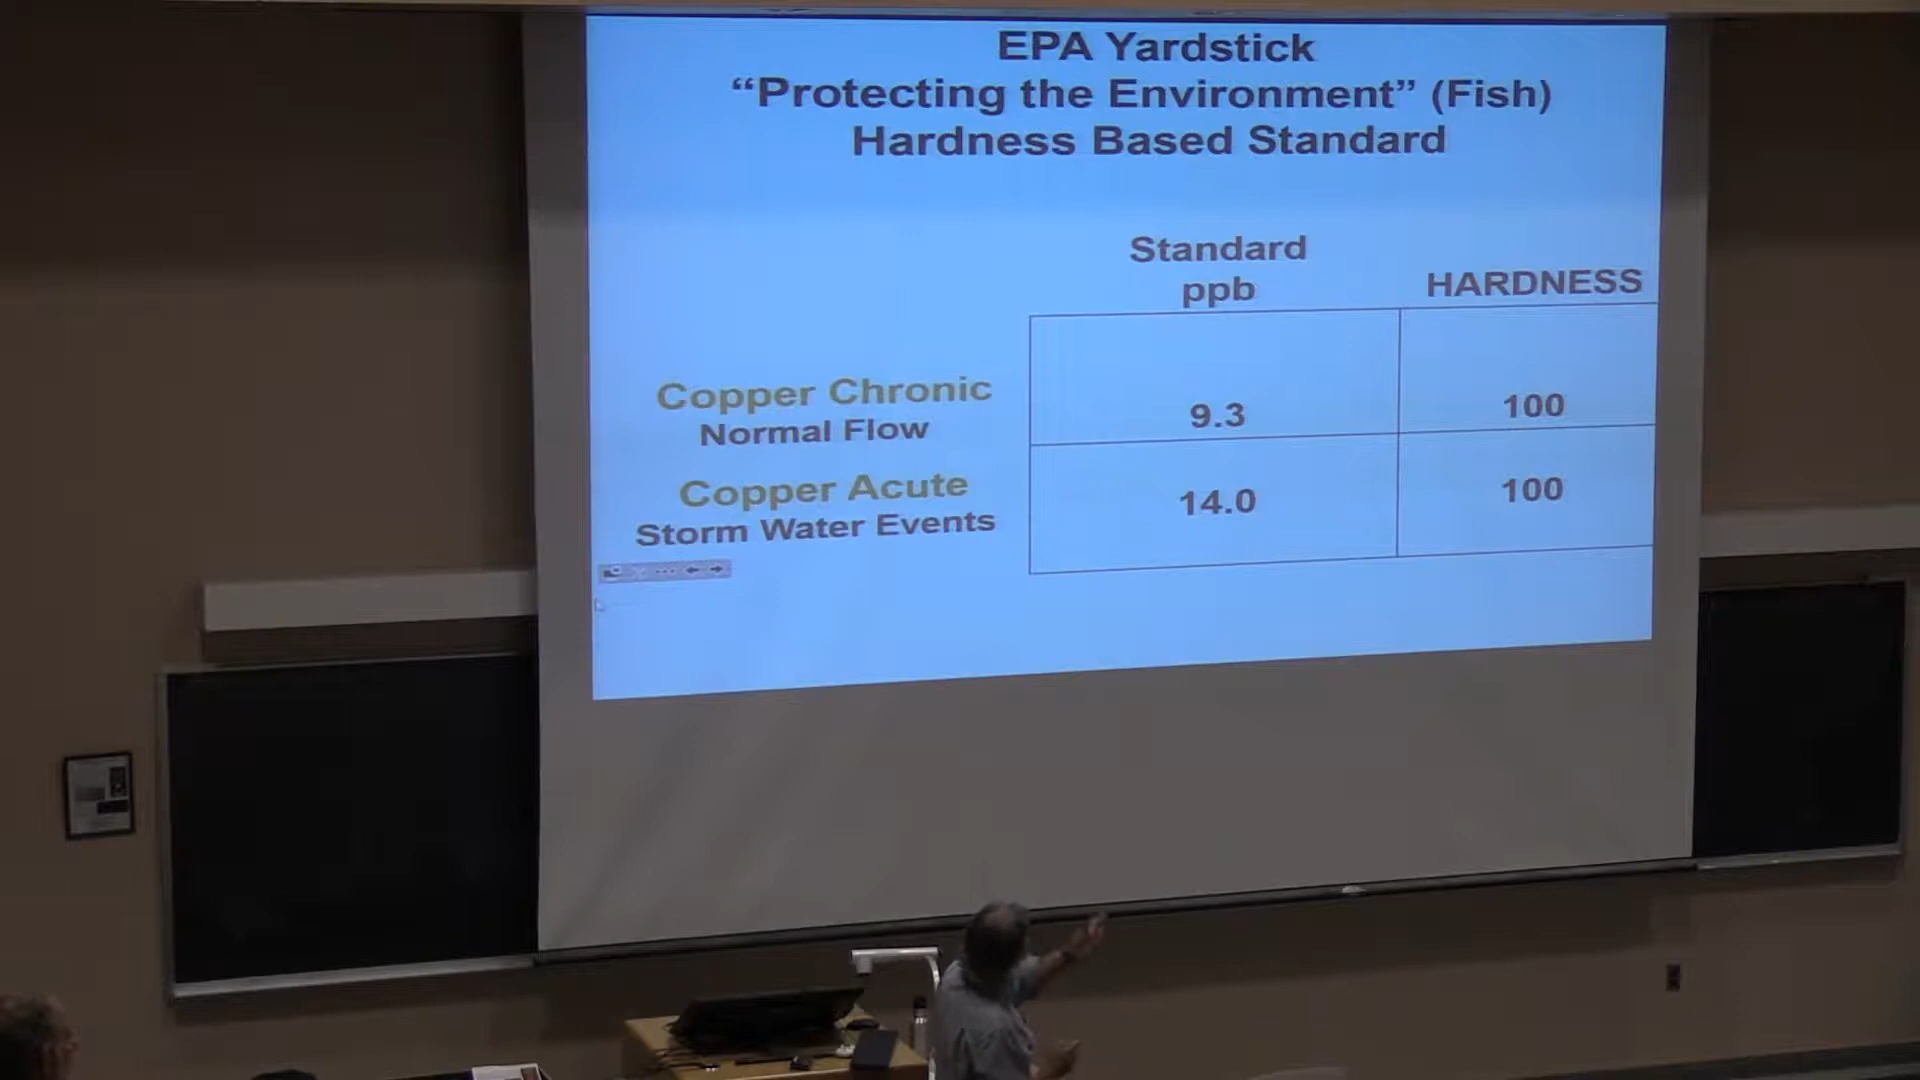 EPA Yardstick
“Protecting the Environment” (Fish)
Hardness Based Standard
Standard
ppb
HARDNESS
Copper Chronic
Normal Flow
9.3
100
Copper Acute
Storm Water Events
14.0
100